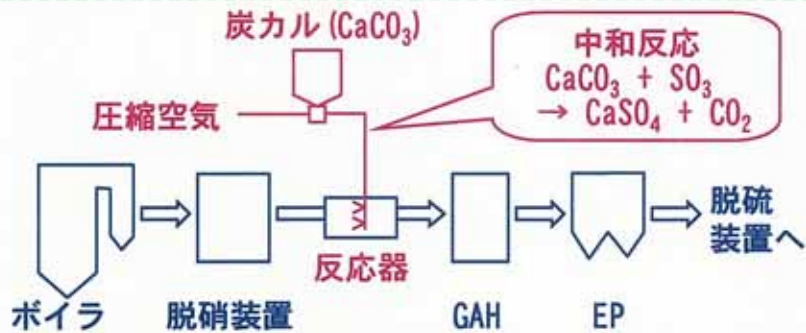 炭カル(CaCO₃)
圧縮空気
中和反応
CaCO₃ + SO₃
→ CaSO₄ + CO₂
脱硫
装置へ
反応器
ボイラ
脱硝装置
GAH
EP